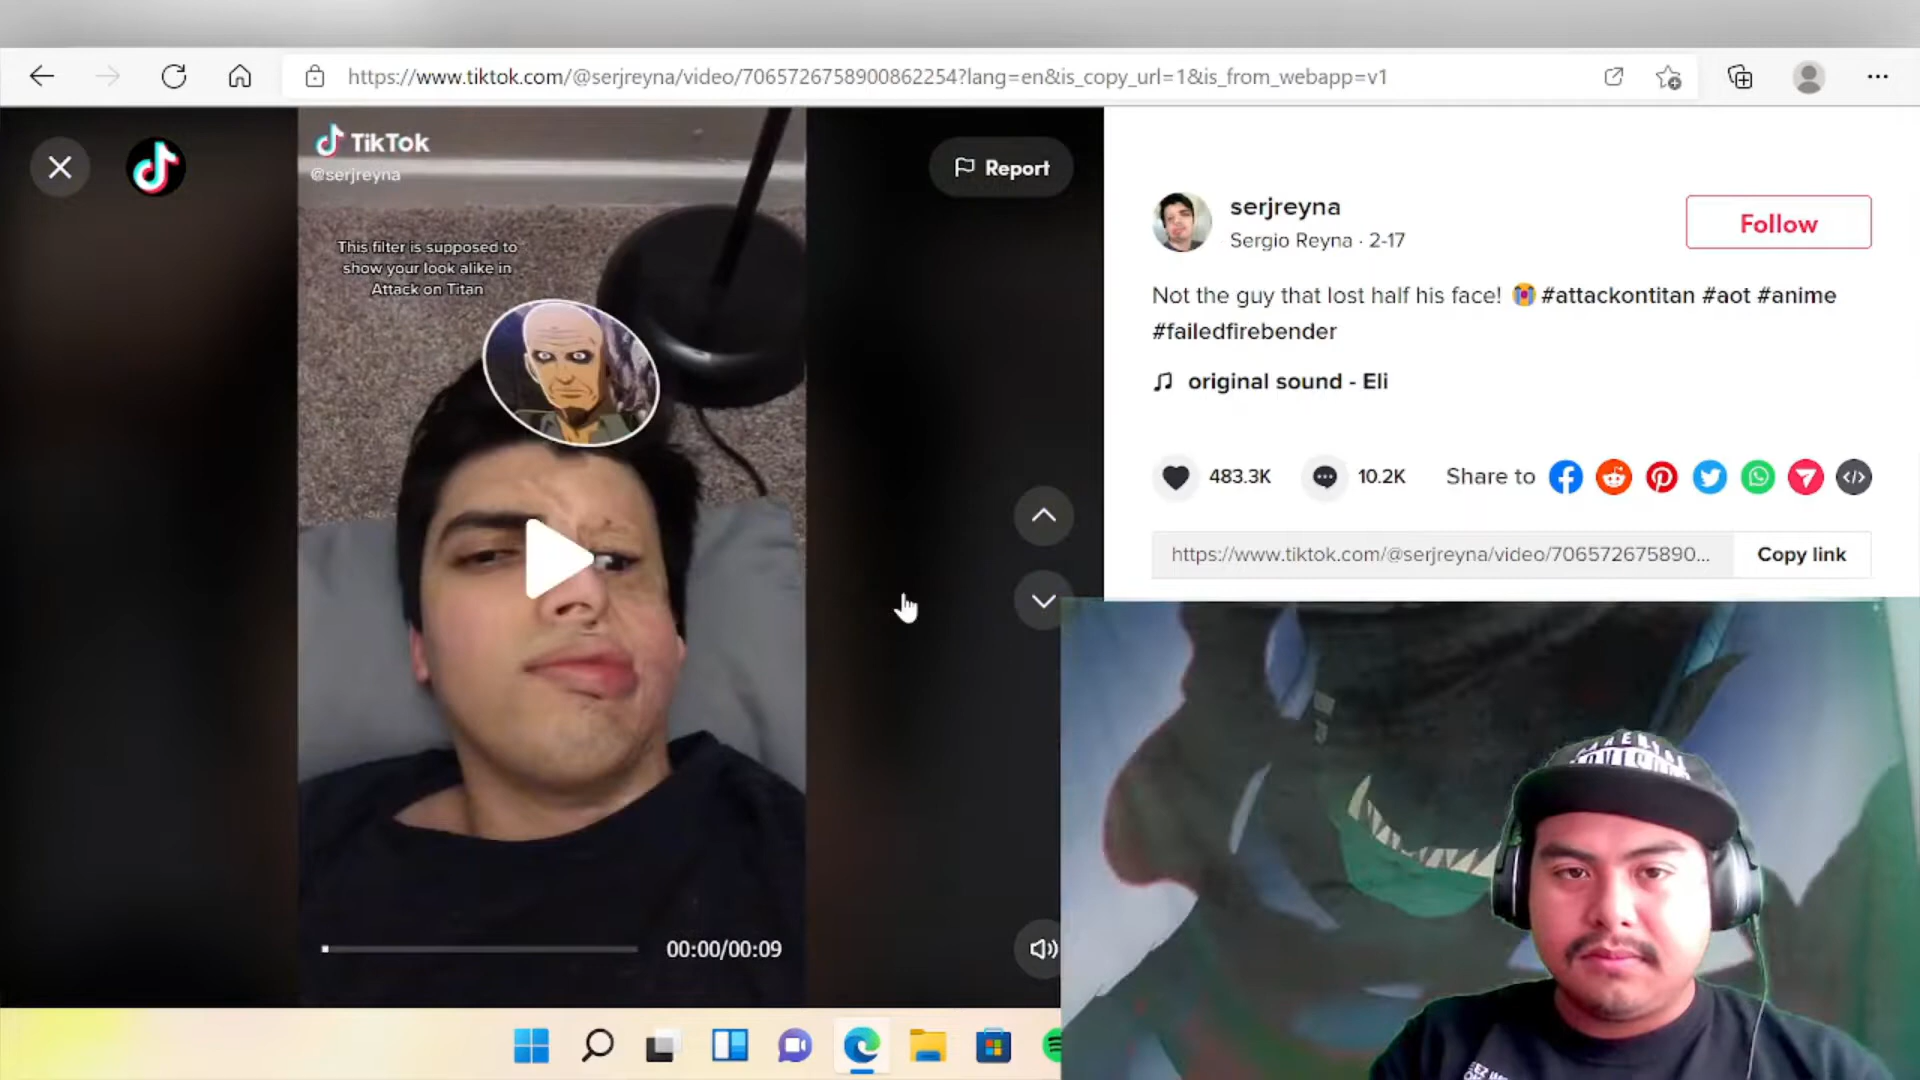 https://www.tiktok.com/@serjreyna/video/7065726758900862254?lang=en&is_copy_url=1&is_from_webapp=v1
TikTok
@serjreyna
Report
This filter is supposed to
show your look alike in
Attack on Titan
00:00/00:09
serjreyna
Sergio Reyna · 2-17
Follow
Not the guy that lost half his face! 😭 #attackontitan #aot #anime
#failedfirebender
original sound - Eli
483.3K
10.2K
Share to
https://www.tiktok.com/@serjreyna/video/706572675890...
Copy link